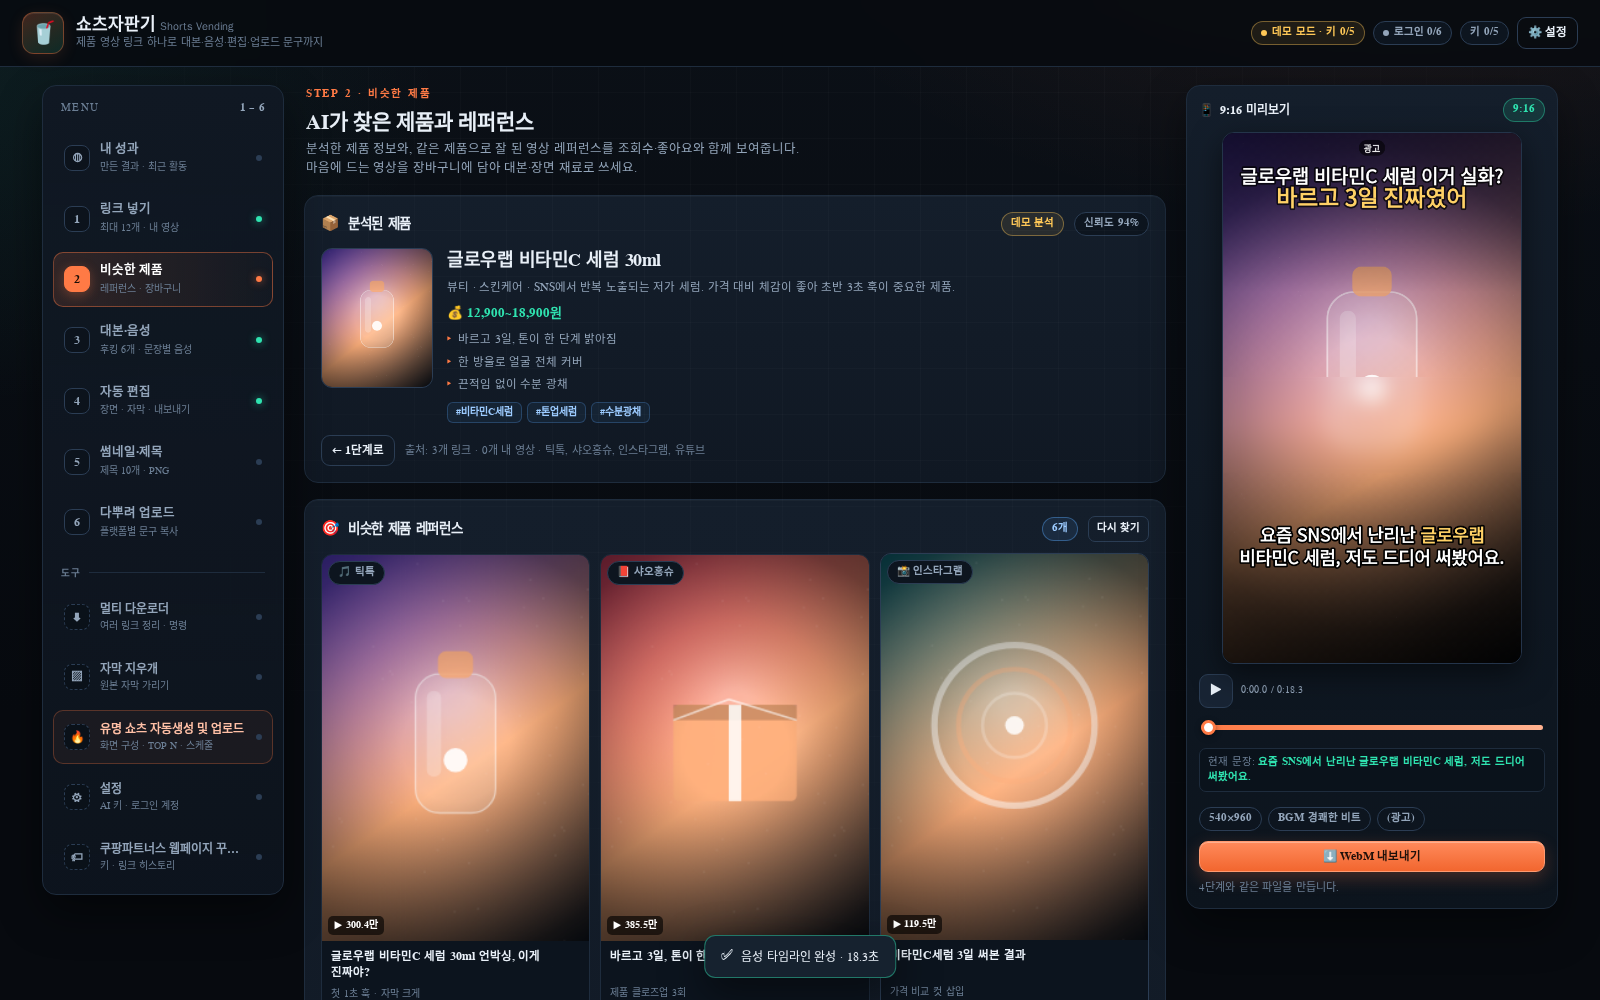 쇼츠자판기 Shorts Vending
제품 영상 링크 하나로 대본·음성·편집·업로드 문구까지
데모 모드 · 키 0/5
로그인 0/6
키 0/5
⚙️ 설정
MENU
1 – 6
내 성과
만든 결과 · 최근 활동
1
링크 넣기
최대 12개 · 내 영상
2
비슷한 제품
레퍼런스 · 장바구니
3
대본·음성
후킹 6개 · 문장별 음성
4
자동 편집
장면 · 자막 · 내보내기
5
썸네일·제목
제목 10개 · PNG
6
다뿌려 업로드
플랫폼별 문구 복사
도구
멀티 다운로더
여러 링크 정리 · 명령
자막 지우개
원본 자막 가리기
유명 쇼츠 자동생성 및 업로드
화면 구성 · TOP N · 스케줄
설정
AI 키 · 로그인 계정
쿠팡파트너스 웹페이지 꾸…
키 · 링크 히스토리
STEP 2 · 비슷한 제품
AI가 찾은 제품과 레퍼런스
분석한 제품 정보와, 같은 제품으로 잘 된 영상 레퍼런스를 조회수·좋아요와 함께 보여줍니다.
마음에 드는 영상을 장바구니에 담아 대본·장면 재료로 쓰세요.
분석된 제품
데모 분석
신뢰도 94%
글로우랩 비타민C 세럼 30ml
뷰티 · 스킨케어 · SNS에서 반복 노출되는 저가 세럼. 가격 대비 체감이 좋아 초반 3초 훅이 중요한 제품.
💰 12,900~18,900원
▸ 바르고 3일, 톤이 한 단계 밝아짐
▸ 한 방울로 얼굴 전체 커버
▸ 끈적임 없이 수분 광채
#비타민C세럼
#톤업세럼
#수분광채
← 1단계로
출처: 3개 링크 · 0개 내 영상 · 틱톡, 샤오홍슈, 인스타그램, 유튜브
비슷한 제품 레퍼런스
6개
다시 찾기
틱톡
▶ 300.4만
글로우랩 비타민C 세럼 30ml 언박싱, 이게
진짜야?
첫 1초 훅 · 자막 크게
샤오홍슈
▶ 385.5만
바르고 3일, 톤이 한
제품 클로즈업 3회
인스타그램
▶ 119.5만
비타민C세럼 3일 써본 결과
가격 비교 컷 삽입
✅ 음성 타임라인 완성 · 18.3초
9:16 미리보기
9:16
광고
글로우랩 비타민C 세럼 이거 실화?
바르고 3일 진짜였어
요즘 SNS에서 난리난 글로우랩
비타민C 세럼, 저도 드디어 써봤어요.
▶
0:00.0 / 0:18.3
현재 문장: 요즘 SNS에서 난리난 글로우랩 비타민C 세럼, 저도 드디어
써봤어요.
540×960
BGM 경쾌한 비트
(광고)
⬇️ WebM 내보내기
4단계와 같은 파일을 만듭니다.